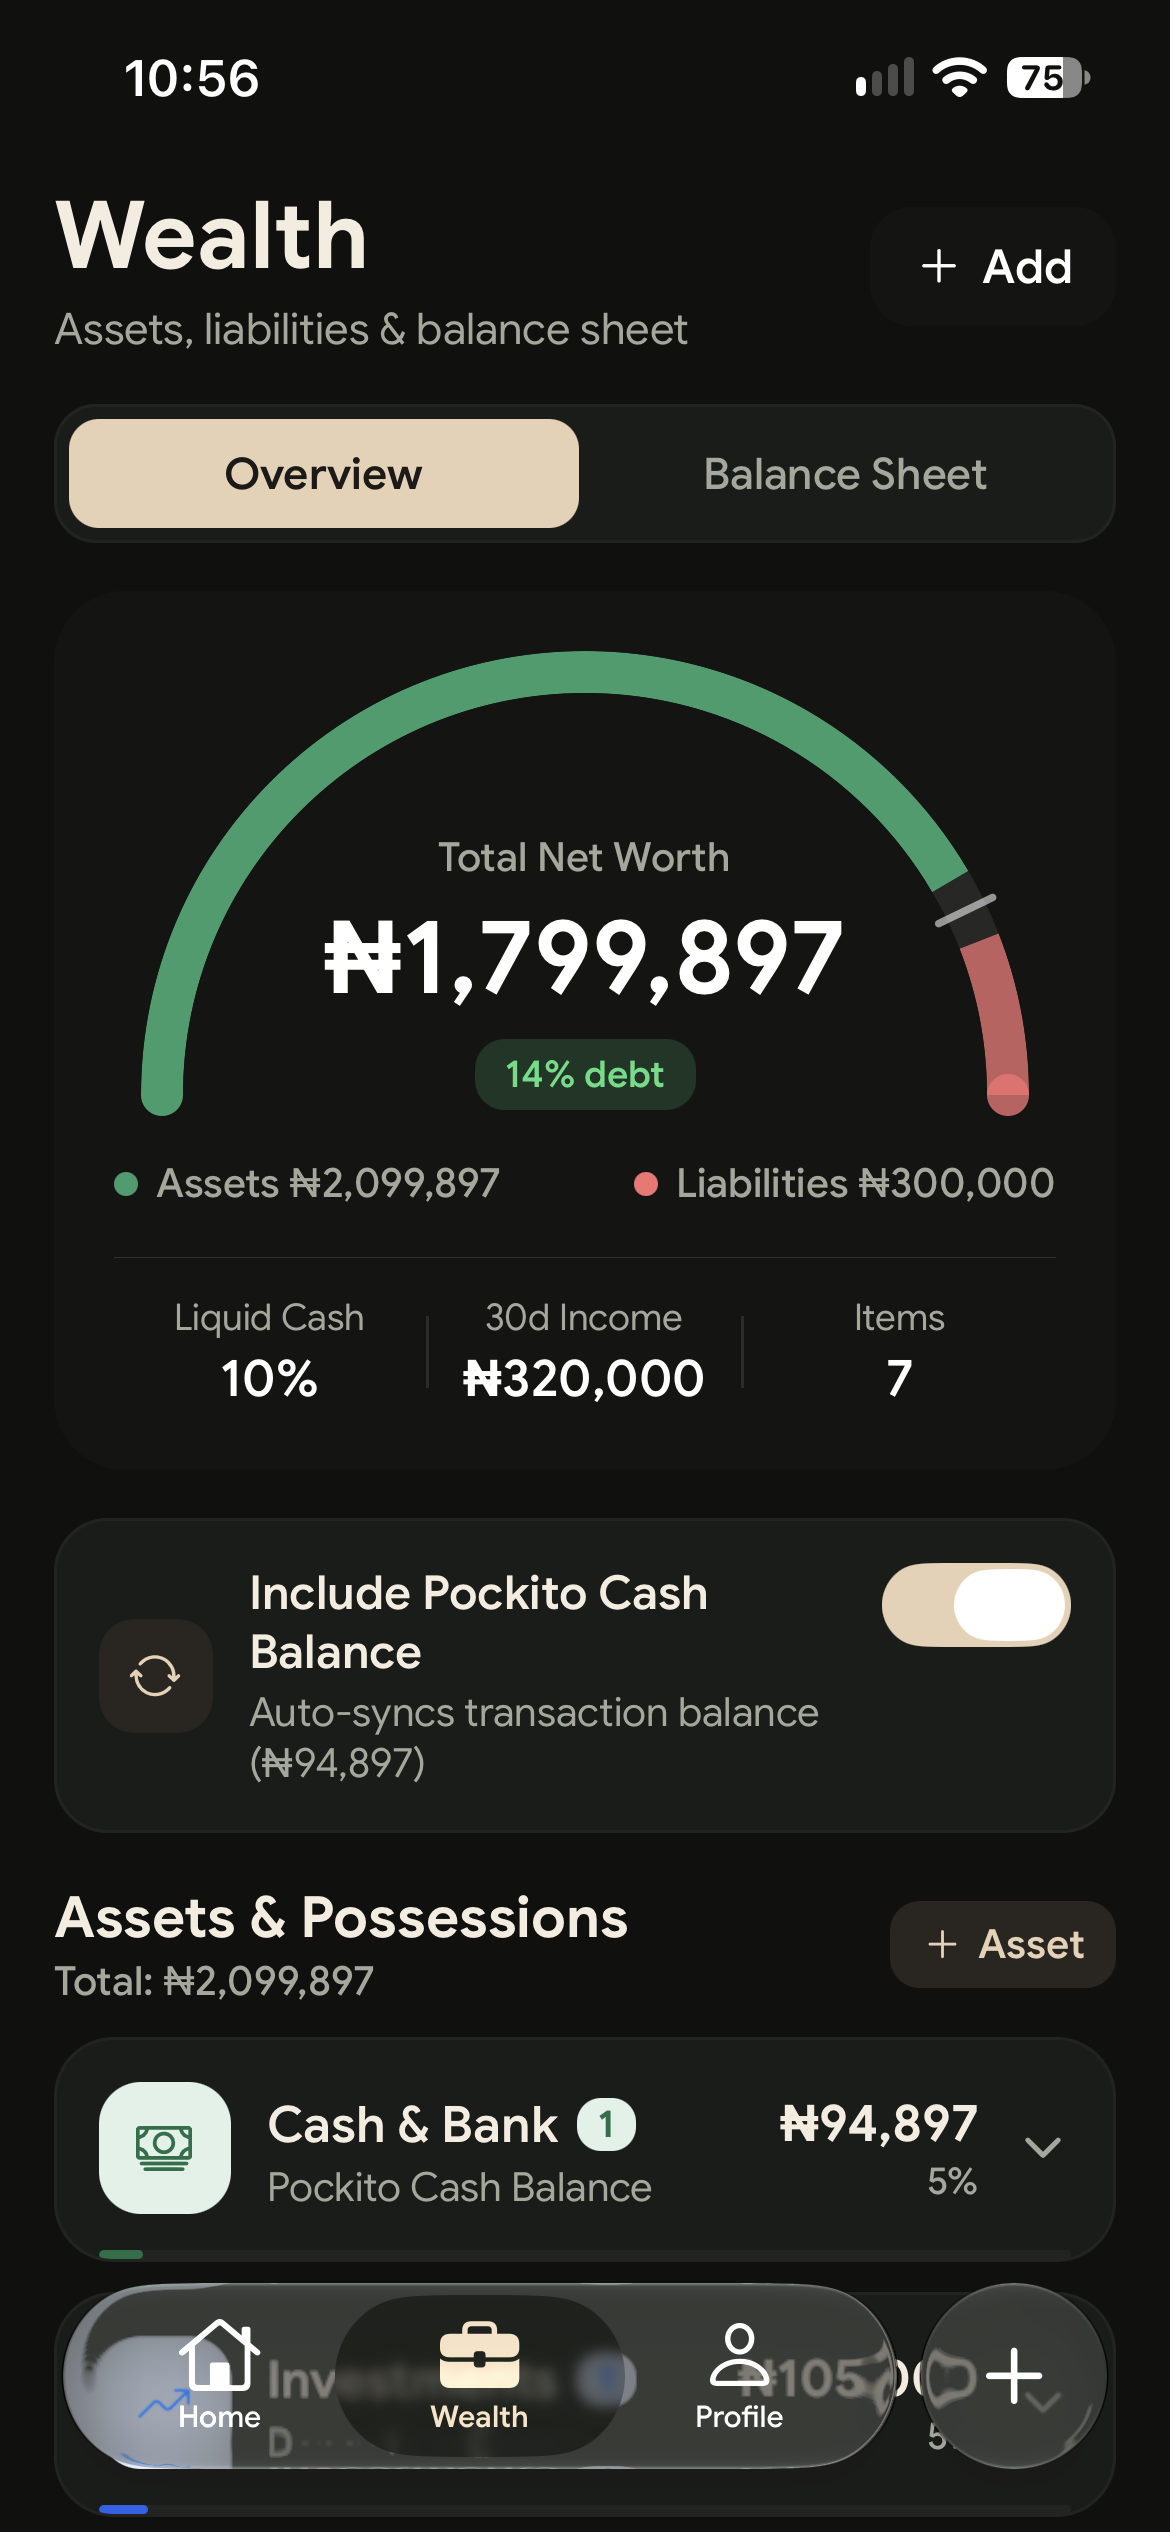 10:56
75
Wealth
+ Add
Assets, liabilities & balance sheet
Overview
Balance Sheet
Total Net Worth
₦1,799,897
14% debt
Assets ₦2,099,897
Liabilities ₦300,000
Liquid Cash
30d Income
Items
10%
₦320,000
7
Include Pockito Cash
Balance
Auto-syncs transaction balance
(₦94,897)
Assets & Possessions
+ Asset
Total: ₦2,099,897
Cash & Bank 1
₦94,897
Pockito Cash Balance
5%
Investments
Home
Wealth
Profile